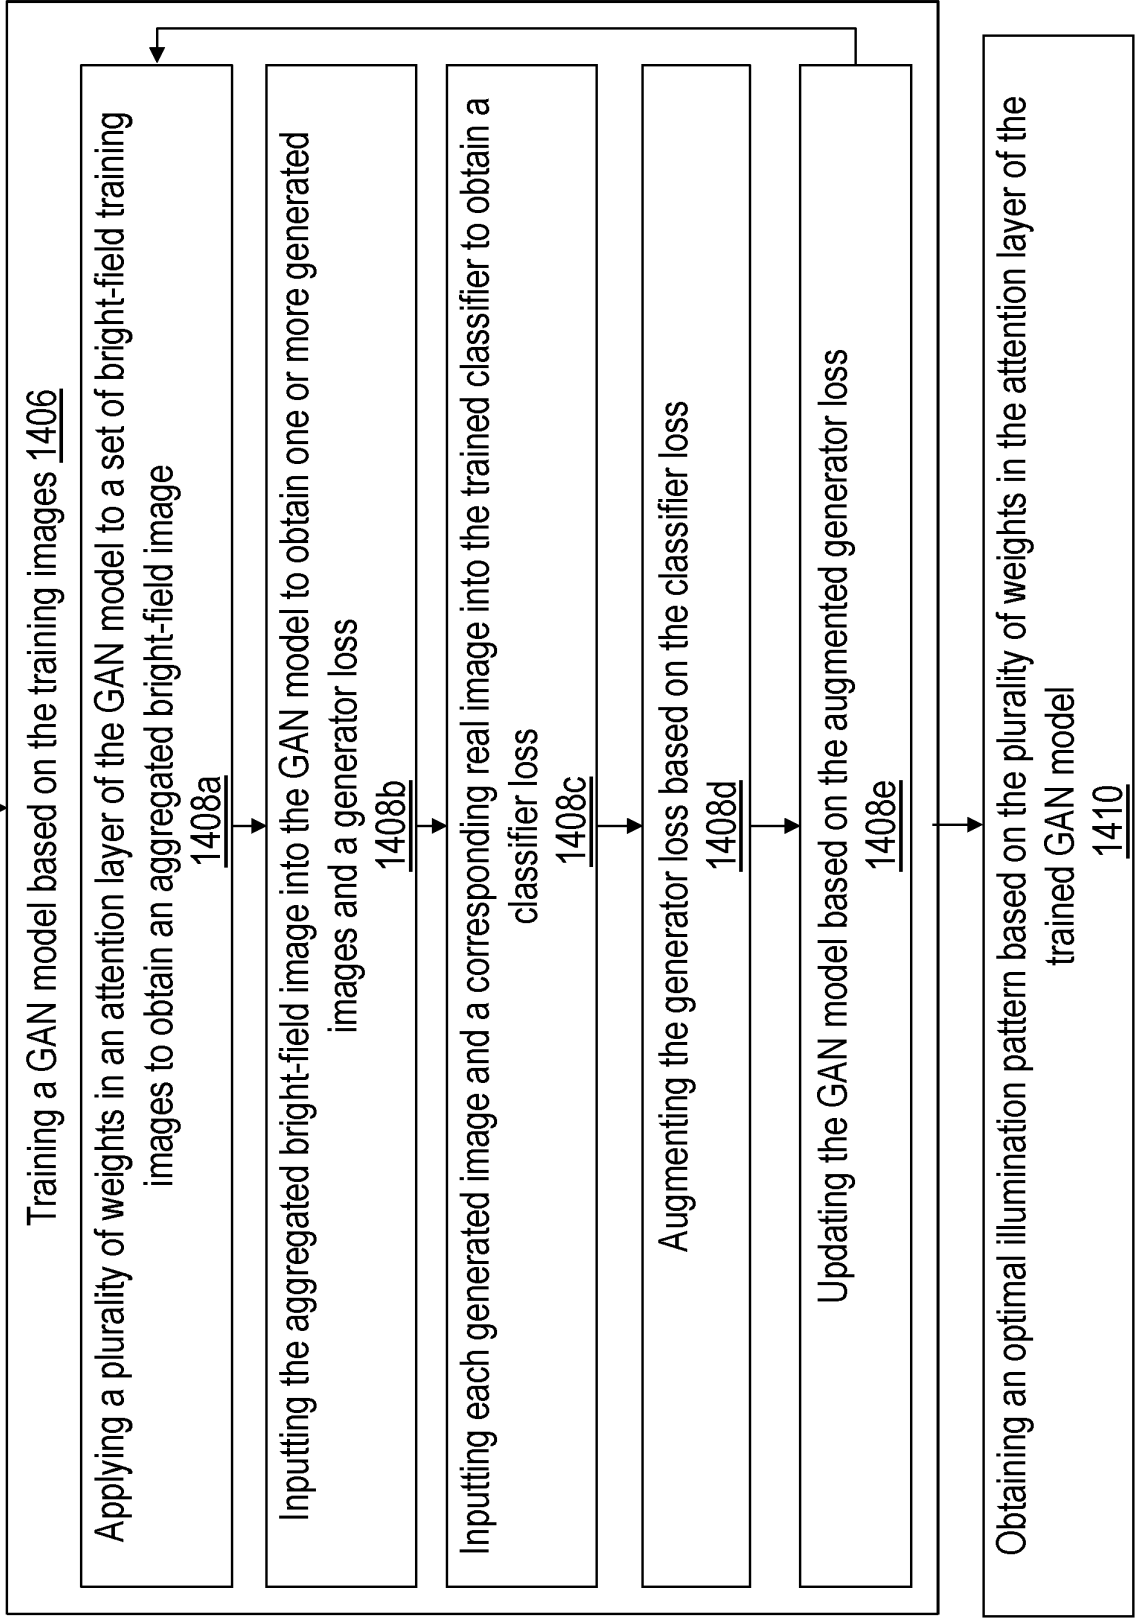 Training a GAN model based on the training images 1406
Applying a plurality of weights in an attention layer of the GAN model to a set of bright-field training
images to obtain an aggregated bright-field image
1408a
Inputting the aggregated bright-field image into the GAN model to obtain one or more generated
images and a generator loss
1408b
Inputting each generated image and a corresponding real image into the trained classifier to obtain a
classifier loss
1408c
Augmenting the generator loss based on the classifier loss
1408d
Updating the GAN model based on the augmented generator loss
1408e
Obtaining an optimal illumination pattern based on the plurality of weights in the attention layer of the
trained GAN model
1410